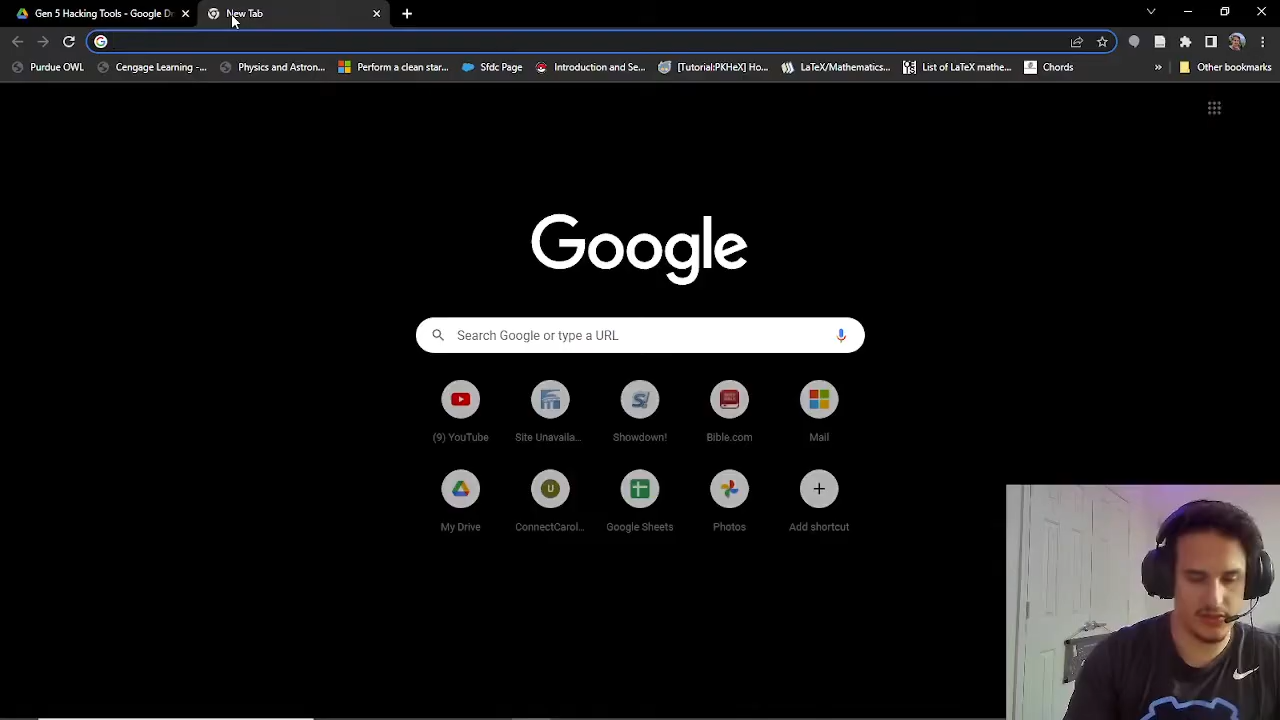 Gen 5 Hacking Tools - Google Dr
New Tab
Purdue OWL
Cengage Learning -...
Physics and Astron...
Perform a clean star...
Sfdc Page
Introduction and Se...
[Tutorial:PKHeX] Ho...
LaTeX/Mathematics...
List of LaTeX mathe...
Chords
»
Other bookmarks
Google
Search Google or type a URL
(9) YouTube
Site Unavaila...
Showdown!
Bible.com
Mail
My Drive
ConnectCarol...
Google Sheets
Photos
Add shortcut